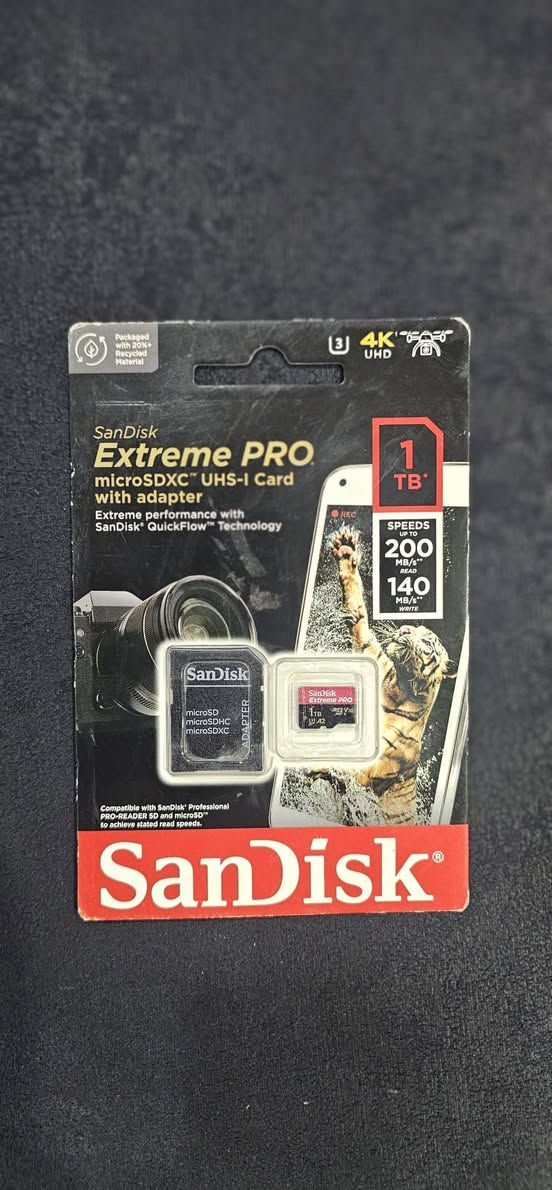 Packaged
with 20%+
Recycled
Material
3
4K
UHD
SanDisk
Extreme PRO
microSDXC™ UHS-I Card
with adapter
Extreme performance with
SanDisk® QuickFlow™ Technology
1
TB*
REC
SPEEDS
UP TO
200
MB/s**
READ
140
MB/s**
WRITE
SanDisk
microSD
microSDHC
microSDXC
ADAPTER
SanDisk
Extreme PRO
1TB
A2
Compatible with SanDisk® Professional
PRO-READER SD and microSD™
to achieve stated read speeds.
SanDisk®